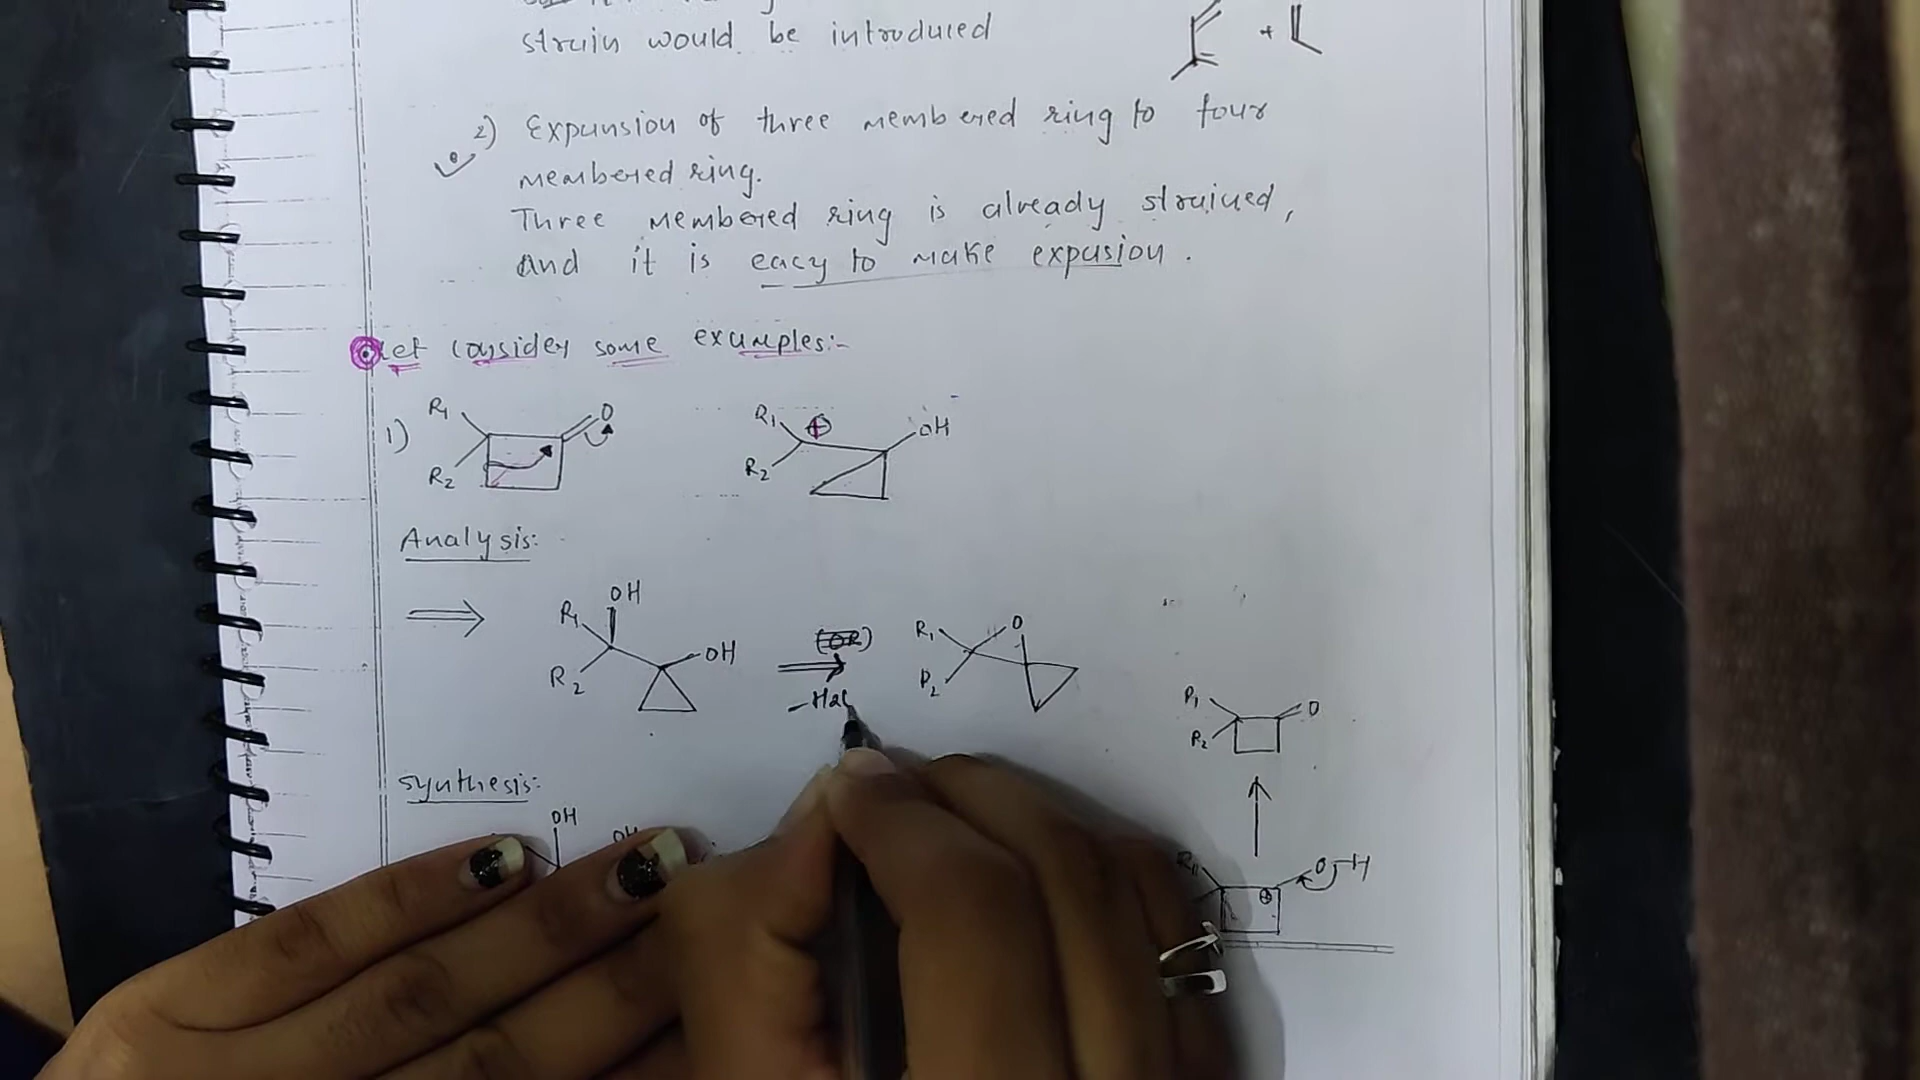 strain would be introduced
+
2) Expansion of three membered ring to four
membered ring.
Three membered ring is already strained,
and it is eacy to make expasion.
Let consider some examples:-
1) R₁ R₂ O
R₁ ⊕ R₂ OH
Analysis:
R₁ OH R₂ OH
(OR)
R₁ R₂ O
R₁ R₂ O
Synthesis:
OH
OH
⊕ O-H